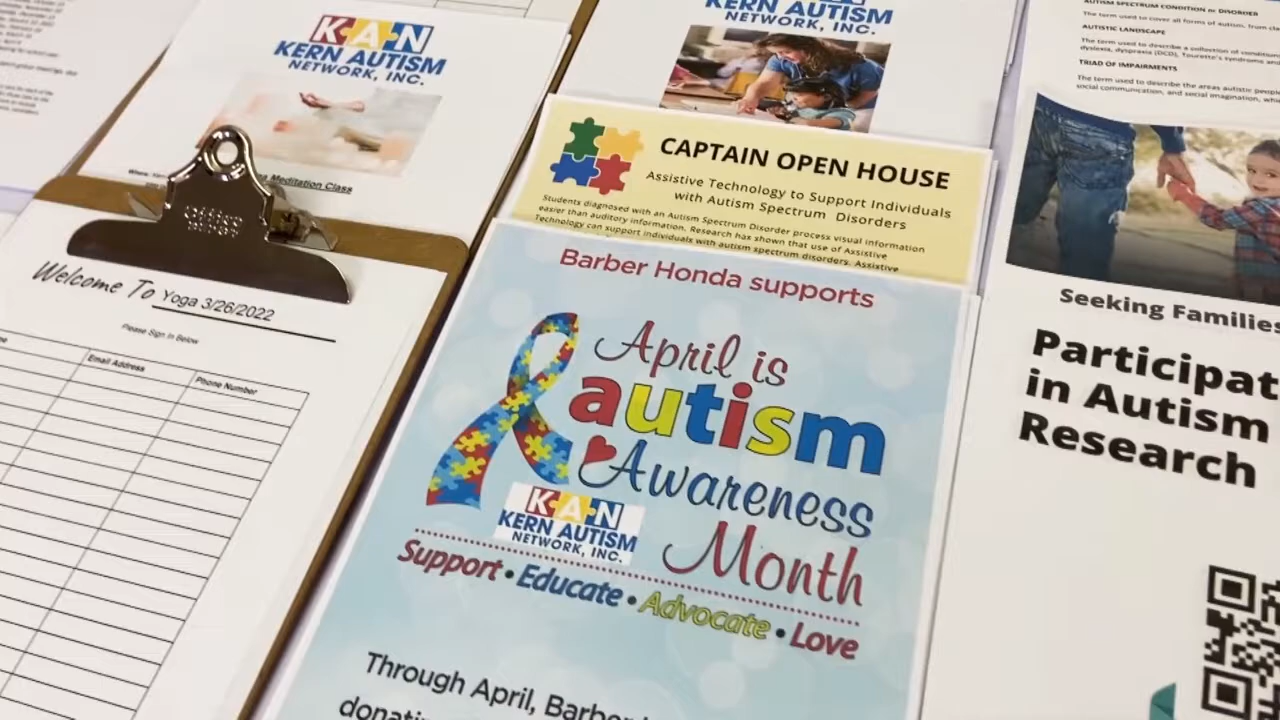 K·A·N
KERN AUTISM
NETWORK, INC.
Meditation Class
OFFICE
DEPOT
Welcome To Yoga 3/26/2022
Please Sign In Below
Email Address
Phone Number
KERN AUTISM
NETWORK, INC.
CAPTAIN OPEN HOUSE
Assistive Technology to Support Individuals
with Autism Spectrum Disorders
Students diagnosed with an Autism Spectrum Disorder process visual information
easier than auditory information. Research has shown that use of Assistive
Technology can support individuals with autism spectrum disorders. Assistive
Barber Honda supports
April is
autism
Awareness
Month
K·A·N
KERN AUTISM
NETWORK, INC.
Support • Educate • Advocate • Love
Through April,
AUTISM SPECTRUM CONDITION or DISORDER
The term used to cover all forms of autism, from
AUTISTIC LANDSCAPE
The term used to describe a collection of
dyslexia, dyspraxia (DCD), Tourette's syndrome and
TRIAD OF IMPAIRMENTS
The term used to describe the areas autistic
social communication, and social imagination,
Seeking Families
Participat
in Autism
Research